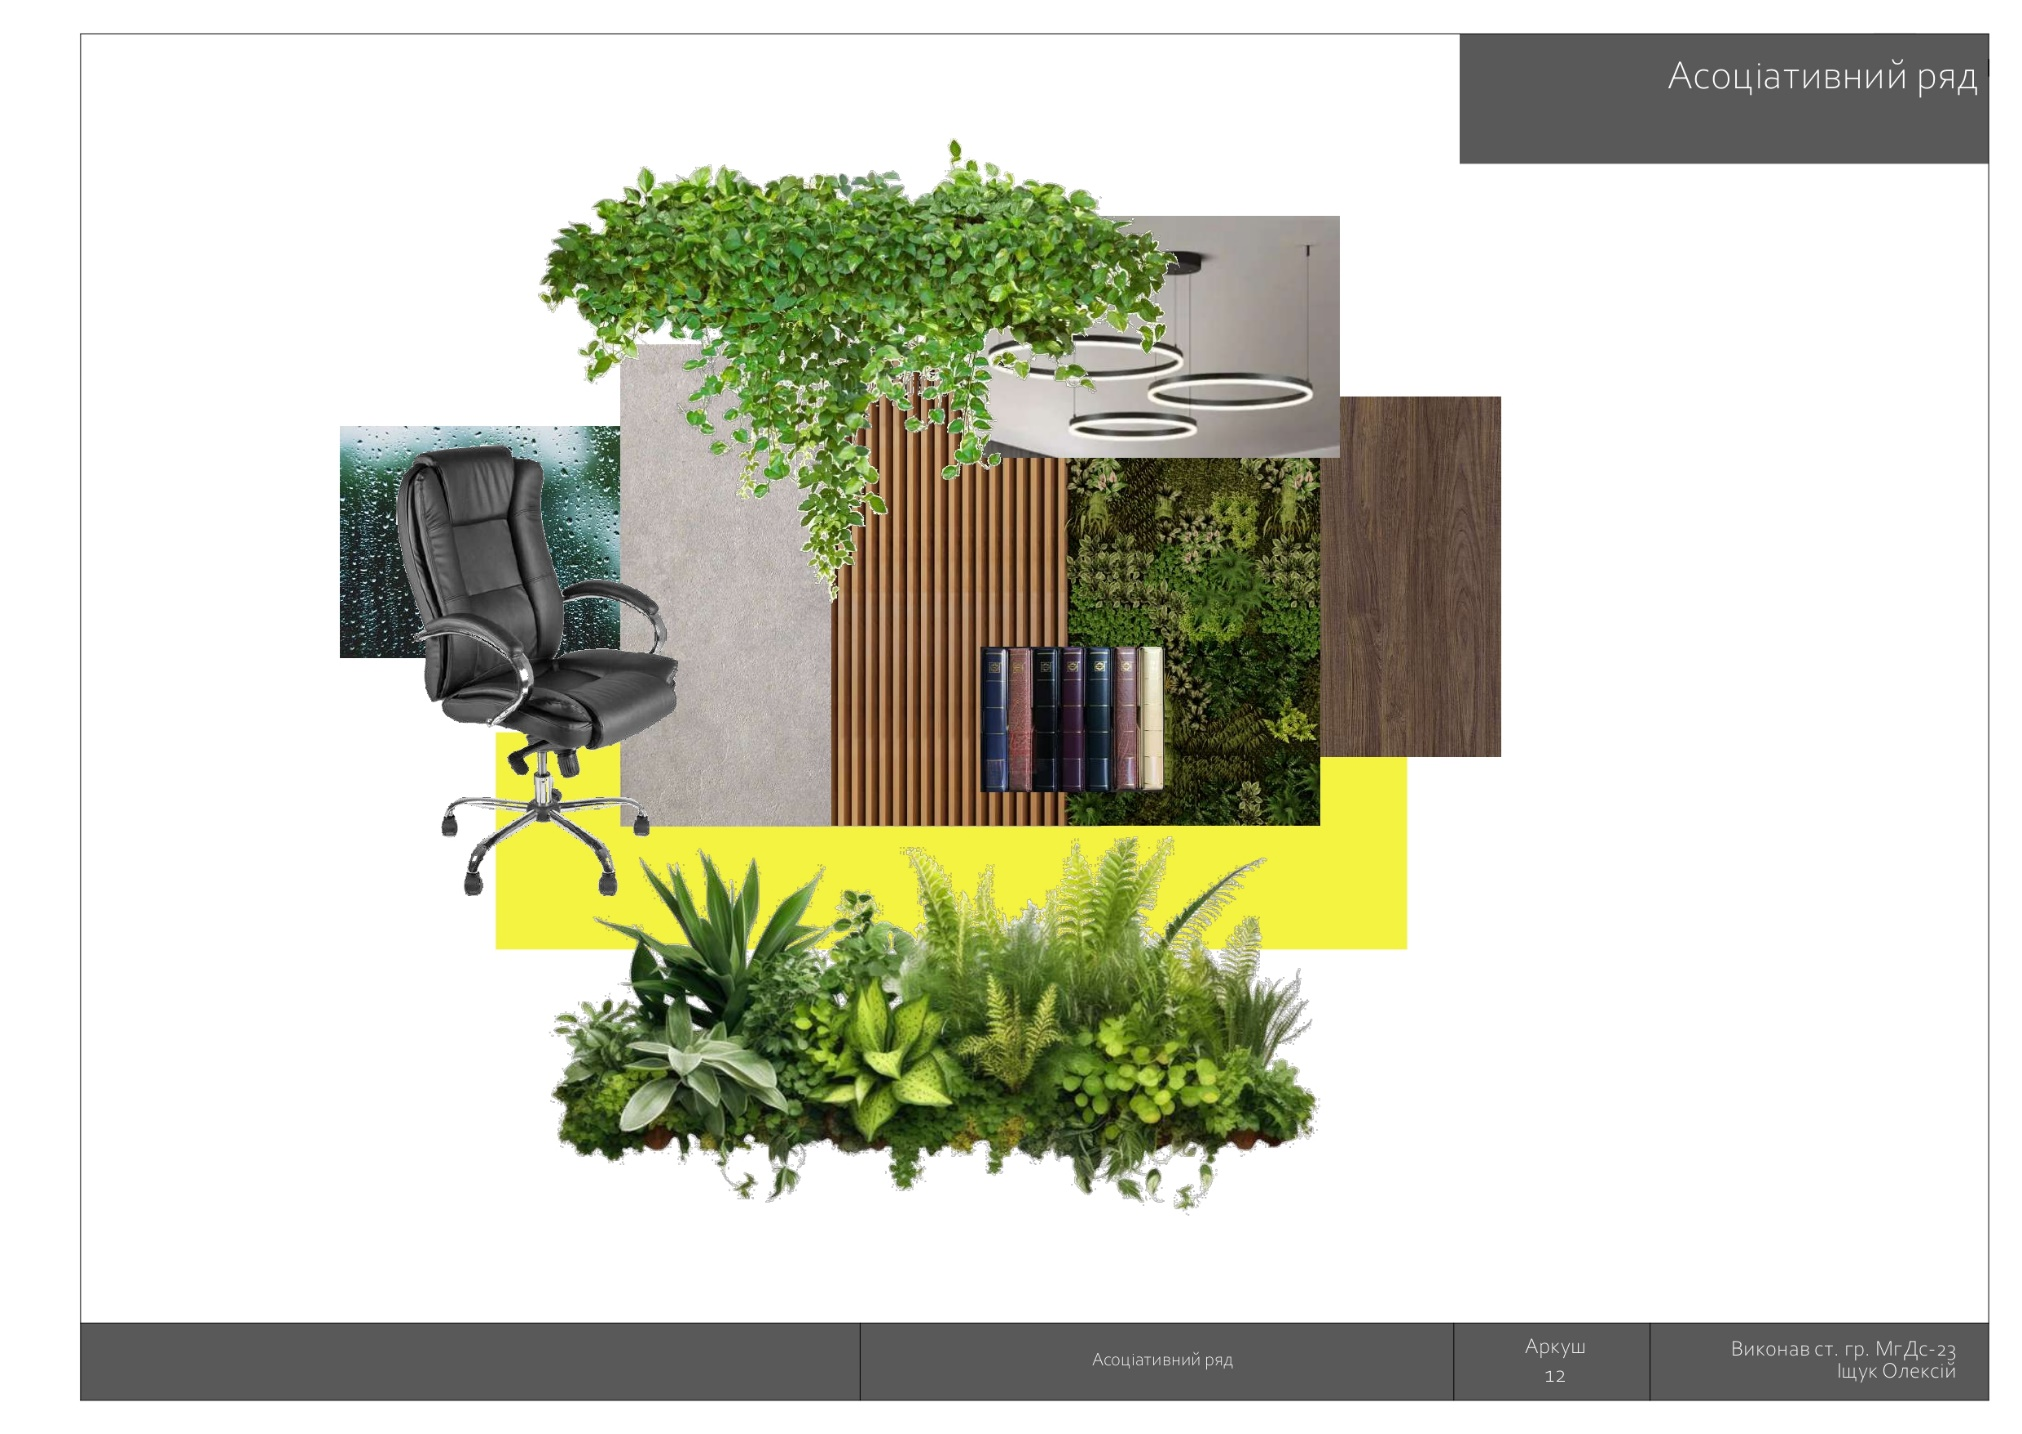 Асоціативний ряд
Асоціативний ряд
Аркуш
12
Виконав ст. гр. МгДс-23
Іщук Олексій